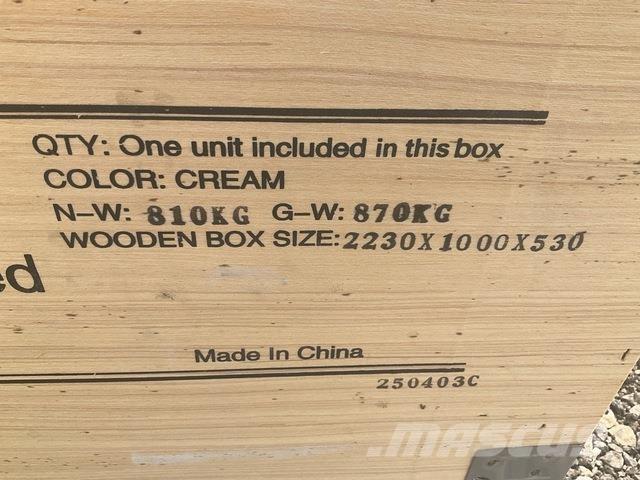 QTY: One unit included in this box
COLOR: CREAM
N-W: 810KG G-W: 870KG
WOODEN BOX SIZE: 2230X1000X530
ed
Made In China
250403C
MASCUS